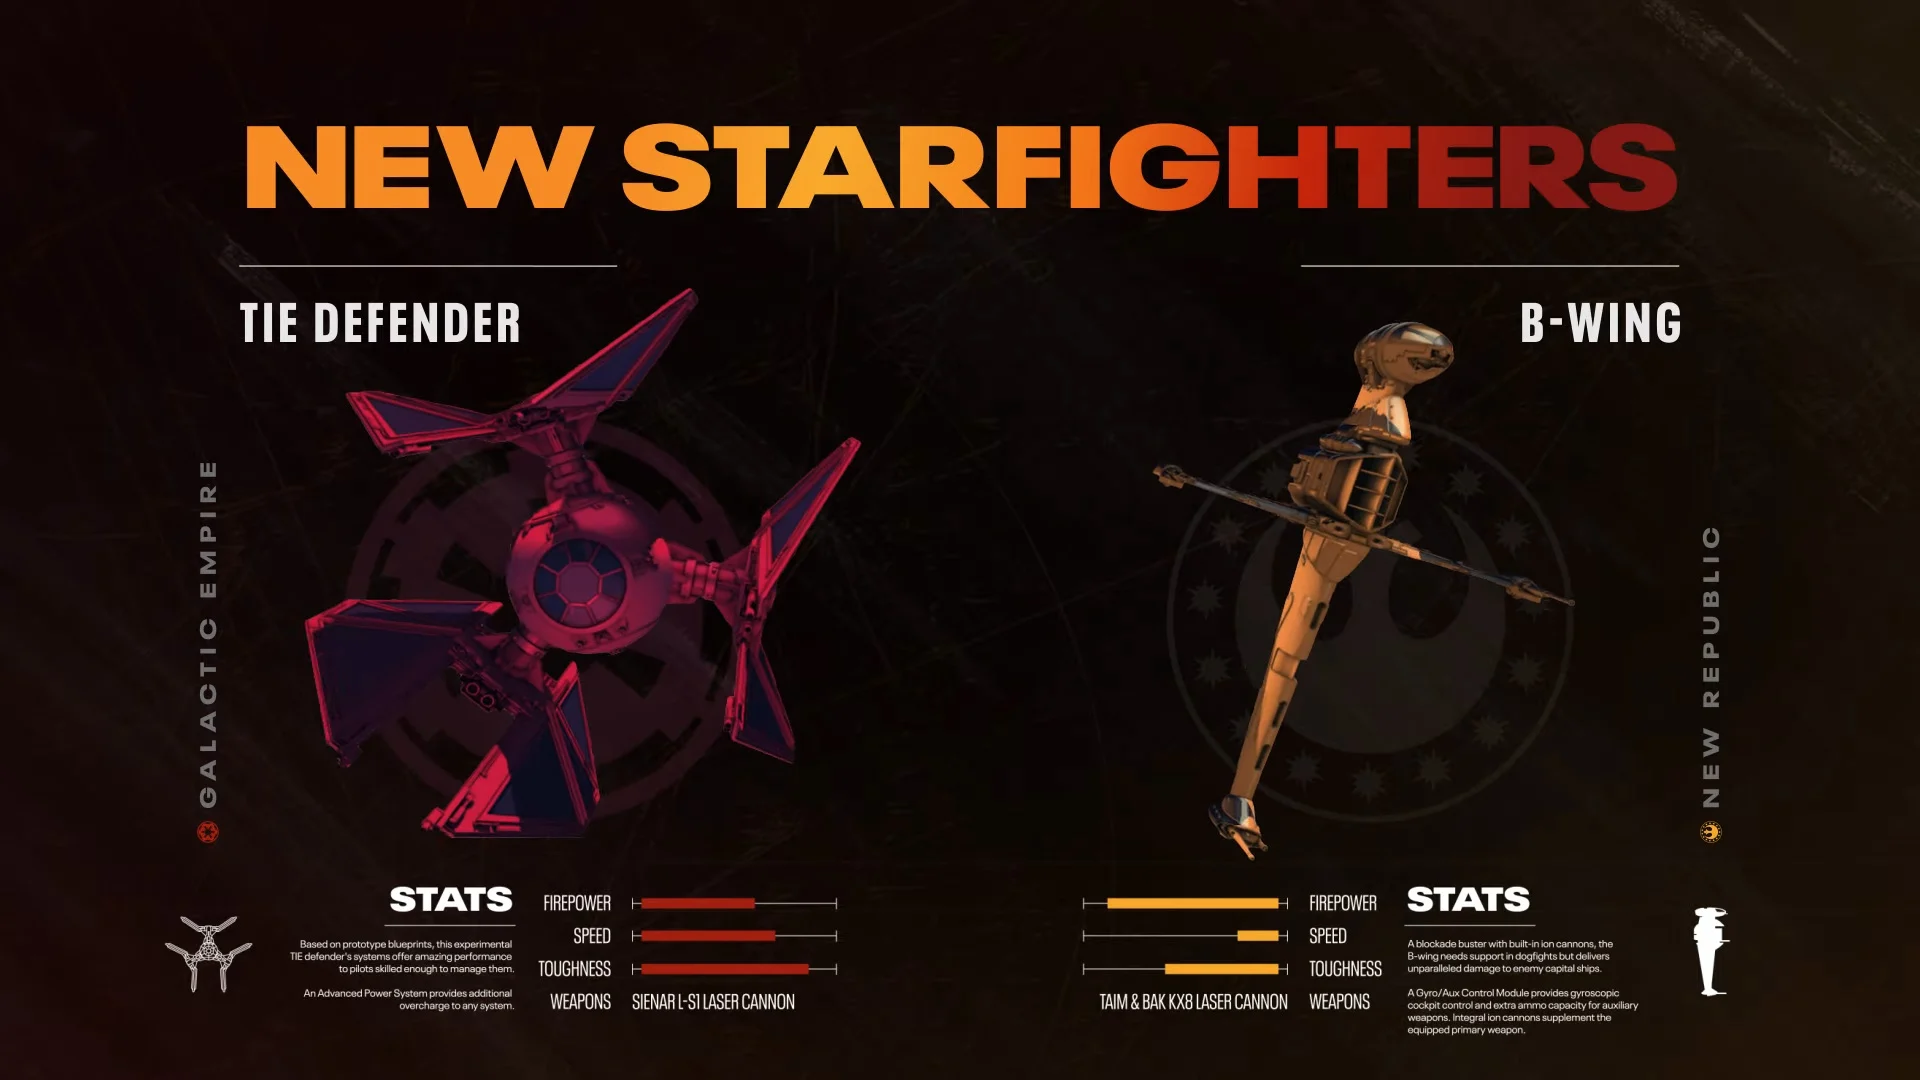 NEW STARFIGHTERS
TIE DEFENDER
GALACTIC EMPIRE
STATS
Based on prototype blueprints, this experimental
TIE defender's systems offer amazing performance
to pilots skilled enough to manage them.
An Advanced Power System provides additional
overcharge to any system.
FIREPOWER
SPEED
TOUGHNESS
WEAPONS SIENAR L-S1 LASER CANNON
B-WING
NEW REPUBLIC
FIREPOWER
SPEED
TOUGHNESS
TAIM & BAK KX8 LASER CANNON WEAPONS
STATS
A blockade buster with built-in ion cannons, the
B-wing needs support in dogfights but delivers
unparalleled damage to enemy capital ships.
A Gyro/Aux Control Module provides gyroscopic
cockpit control and extra ammo capacity for auxiliary
weapons. Integral ion cannons supplement the
equipped primary weapon.